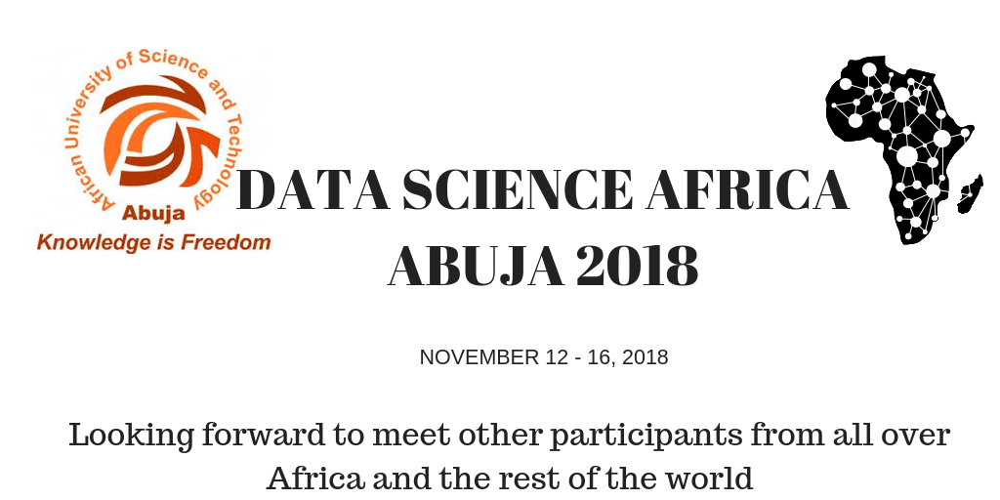 African University of Science and Technology
Abuja
Knowledge is Freedom
DATA SCIENCE AFRICA
ABUJA 2018
NOVEMBER 12 - 16, 2018
Looking forward to meet other participants from all over
Africa and the rest of the world